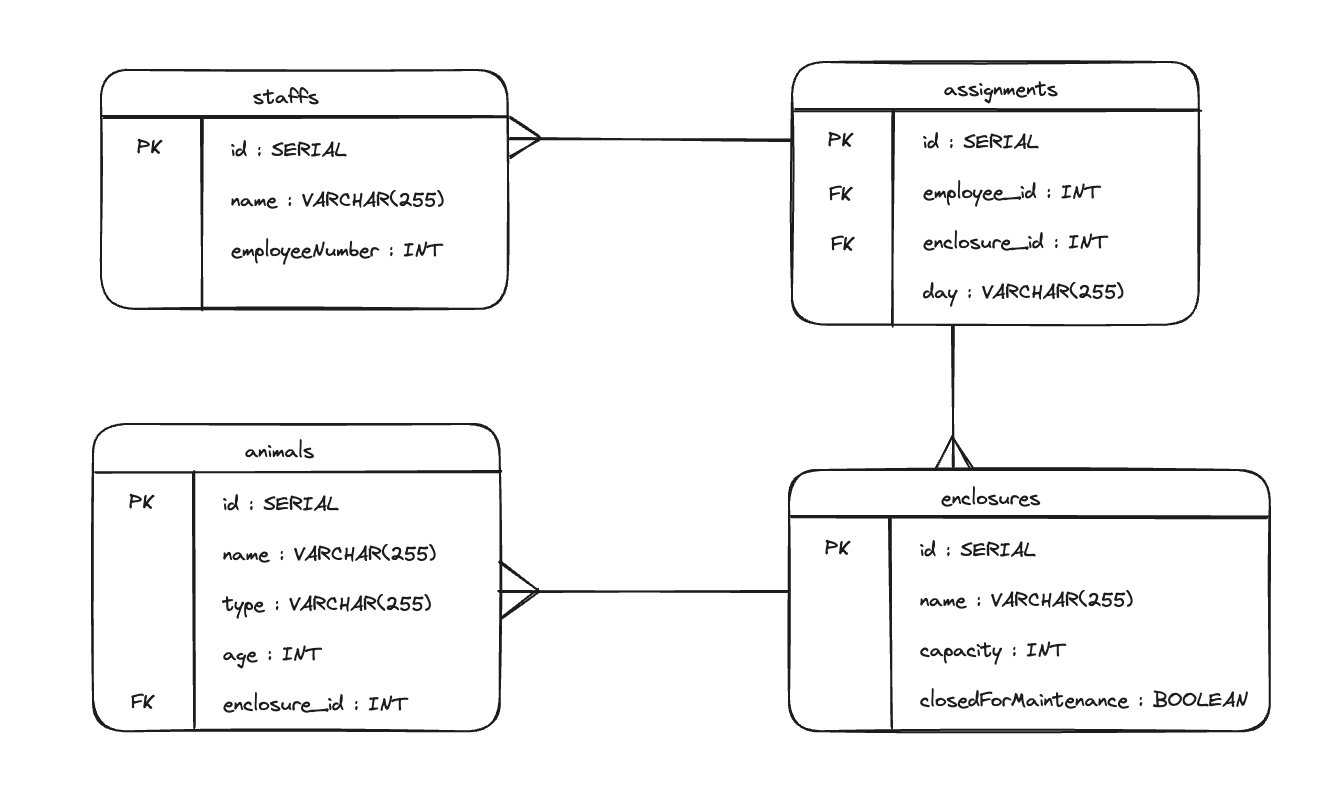 staffs
PK id : SERIAL
name : VARCHAR(255)
employeeNumber : INT
assignments
PK id : SERIAL
FK employee_id : INT
FK enclosure_id : INT
day : VARCHAR(255)
animals
PK id : SERIAL
name : VARCHAR(255)
type : VARCHAR(255)
age : INT
FK enclosure_id : INT
enclosures
PK id : SERIAL
name : VARCHAR(255)
capacity : INT
closedForMaintenance : BOOLEAN